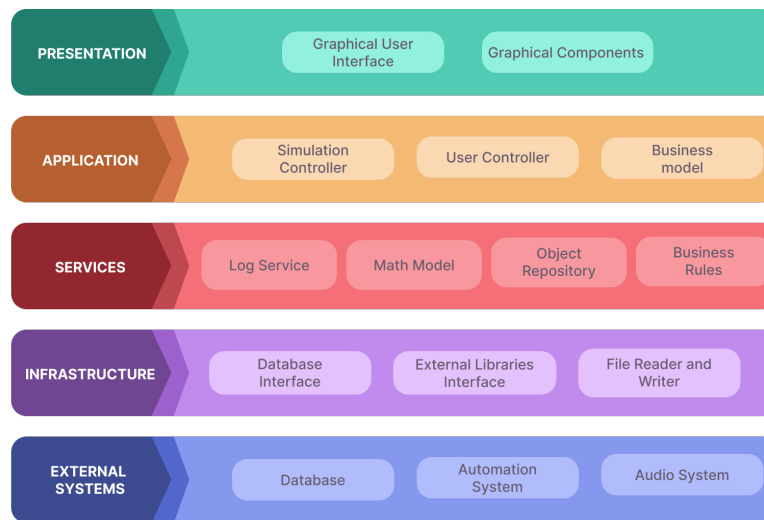 PRESENTATION
Graphical User
Interface
Graphical Components
APPLICATION
Simulation
Controller
User Controller
Business
model
SERVICES
Log Service
Math Model
Object
Repository
Business
Rules
INFRASTRUCTURE
Database
Interface
External Libraries
Interface
File Reader and
Writer
EXTERNAL
SYSTEMS
Database
Automation
System
Audio System